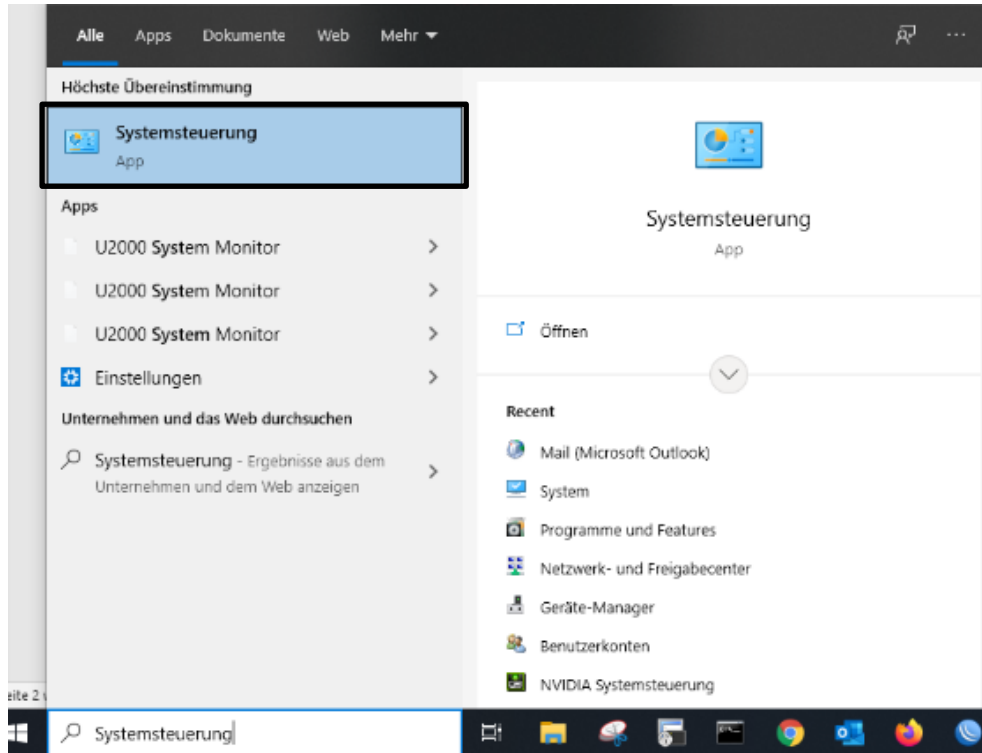 Alle Apps Dokumente Web Mehr
Höchste Übereinstimmung
Systemsteuerung
App
Apps
U2000 System Monitor
U2000 System Monitor
U2000 System Monitor
Einstellungen
Unternehmen und das Web durchsuchen
Systemsteuerung - Ergebnisse aus dem
Unternehmen und dem Web anzeigen
Systemsteuerung
App
Öffnen
Recent
Mail (Microsoft Outlook)
System
Programme und Features
Netzwerk- und Freigabecenter
Geräte-Manager
Benutzerkonten
NVIDIA Systemsteuerung
eite 2
Systemsteuerung